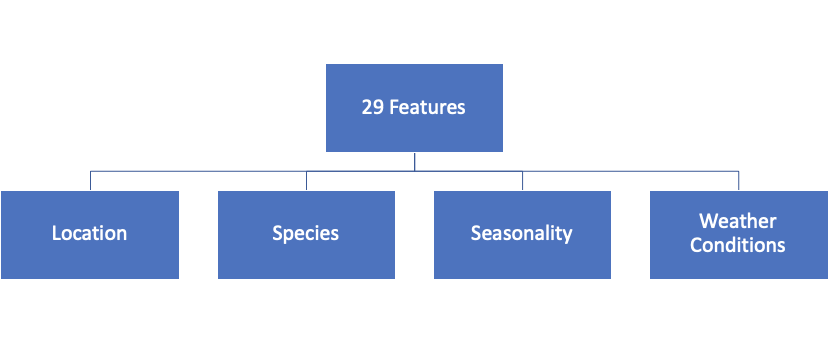 29 Features
Location
Species
Seasonality
Weather
Conditions